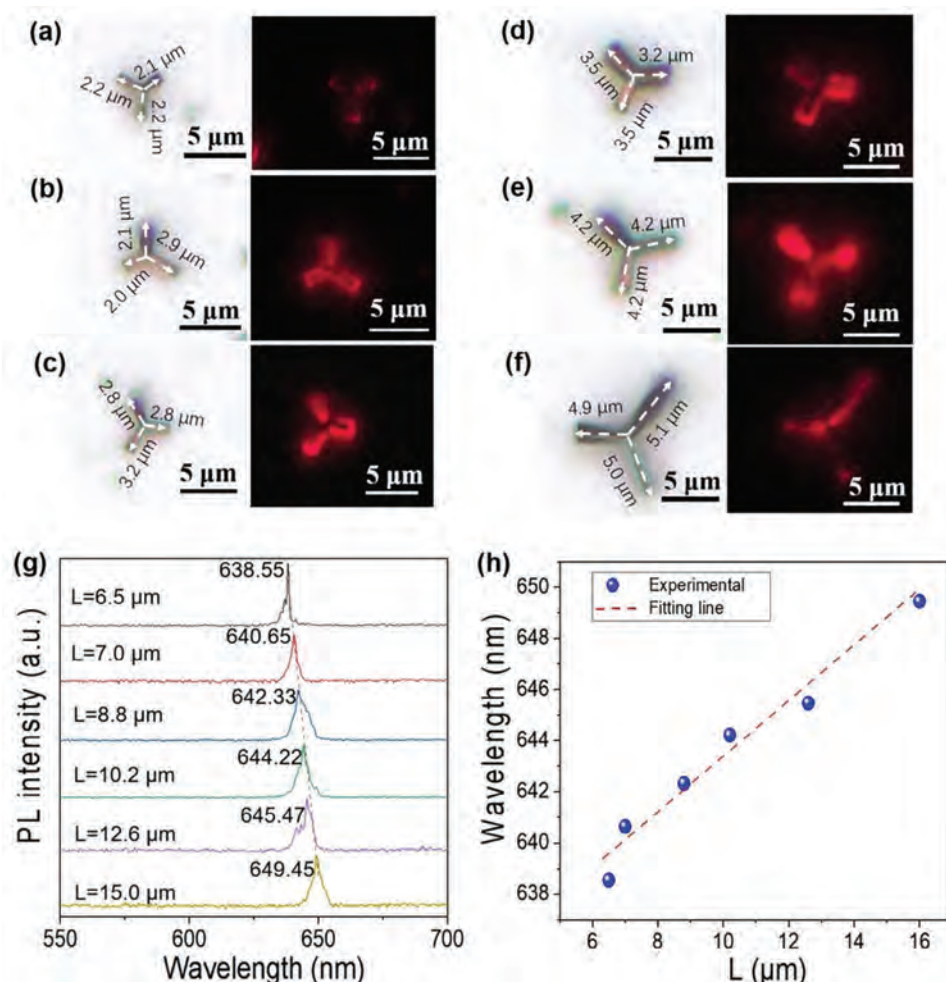 (a)
2.1 µm
2.2 µm
2.2 µm
5 µm
5 µm
(b)
2.1 µm
2.9 µm
2.0 µm
5 µm
5 µm
(c)
2.8 µm
2.8 µm
3.2 µm
5 µm
5 µm
(d)
3.2 µm
3.5 µm
3.5 µm
5 µm
5 µm
(e)
4.2 µm
4.2 µm
4.2 µm
5 µm
5 µm
(f)
4.9 µm
5.1 µm
5.0 µm
5 µm
5 µm
(g)
PL intensity (a.u.)
638.55
L=6.5 µm
640.65
L=7.0 µm
642.33
L=8.8 µm
644.22
L=10.2 µm
645.47
L=12.6 µm
649.45
L=15.0 µm
550 600 650 700
Wavelength (nm)
(h)
Wavelength (nm)
650
648
646
644
642
640
638
Experimental
Fitting line
6 8 10 12 14 16
L (µm)